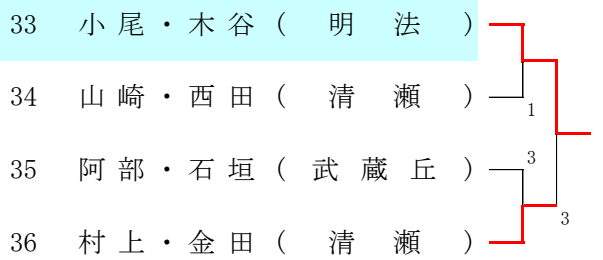 33 小尾・木谷(明法)
34 山崎・西田(清瀬)
1
3
35 阿部・石垣(武蔵丘)
3
36 村上・金田(清瀬)